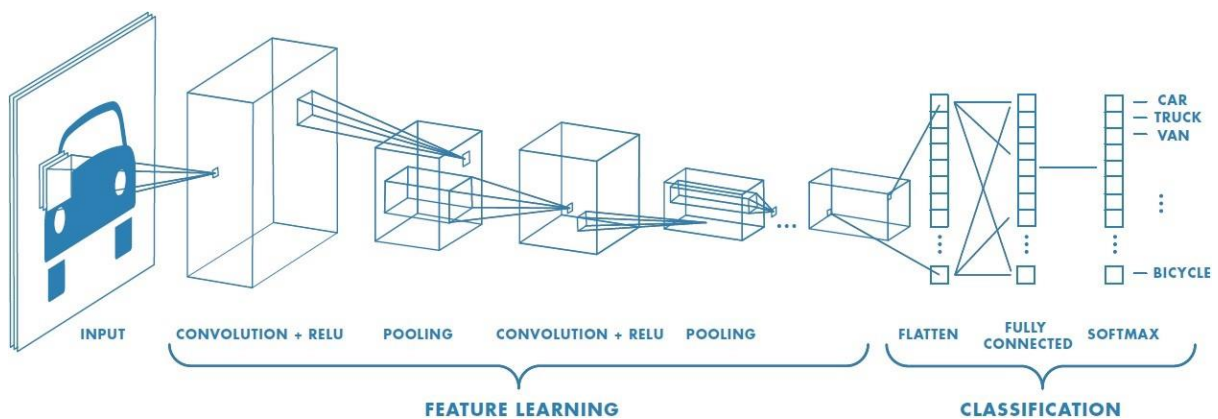 CAR
TRUCK
VAN
BICYCLE
INPUT
CONVOLUTION + RELU
POOLING
CONVOLUTION + RELU
POOLING
FLATTEN
FULLY
CONNECTED
SOFTMAX
FEATURE LEARNING
CLASSIFICATION